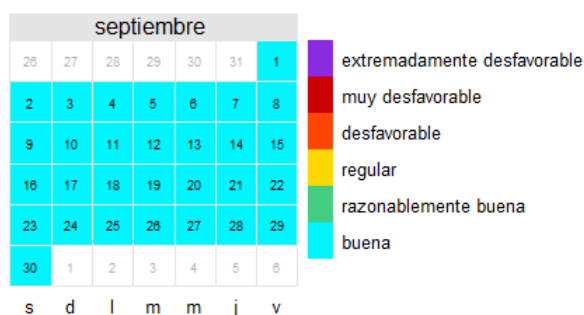 septiembre
26 27 28 29 30 31 1
2 3 4 5 6 7 8
9 10 11 12 13 14 15
16 17 18 19 20 21 22
23 24 25 26 27 28 29
30 1 2 3 4 5 6
s d l m m j v
extremadamente desfavorable
muy desfavorable
desfavorable
regular
razonablemente buena
buena